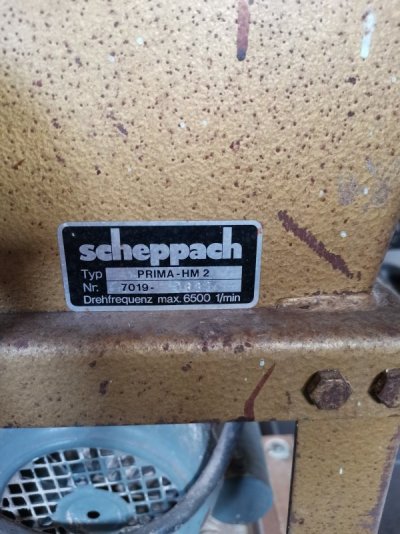 scheppach
Typ PRIMA-HM 2
Nr. 7019-
Drehfrequenz max. 6500 1/min